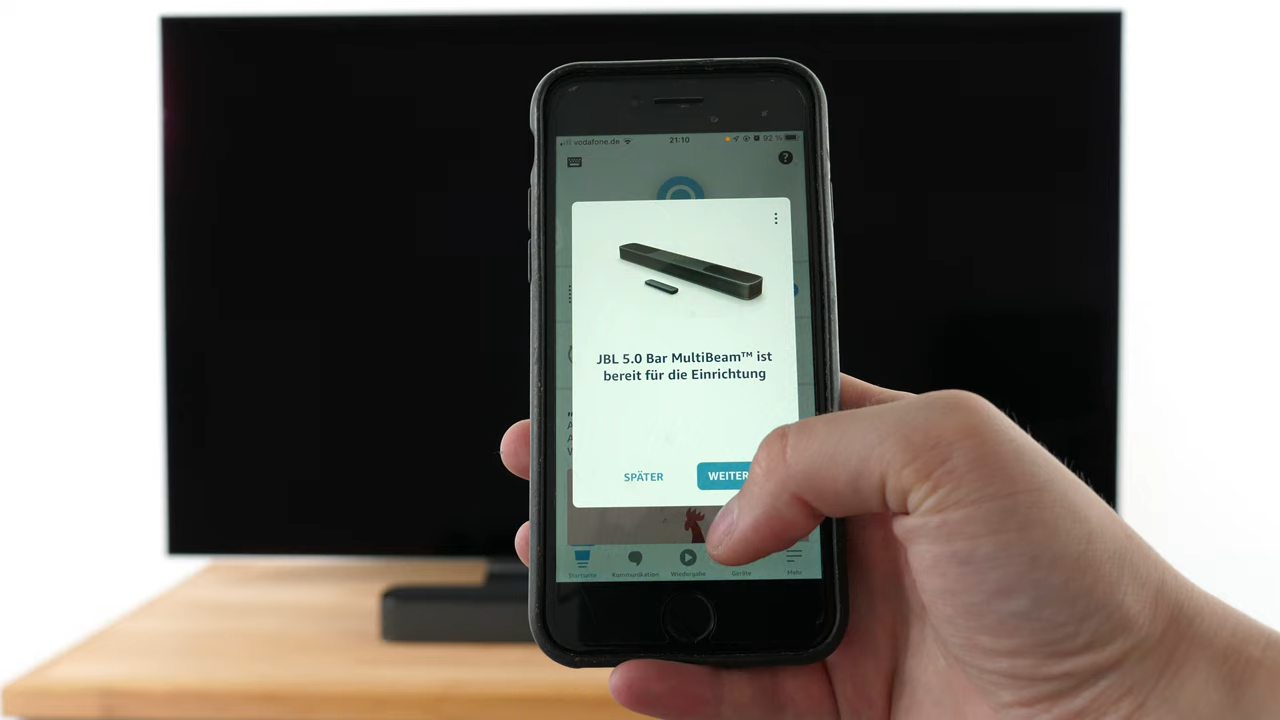 vodafone.de
21:10
92 %
?
JBL 5.0 Bar MultiBeam™ ist
bereit für die Einrichtung
SPÄTER
WEITER
Startseite
Kommunikation
Wiedergabe
Geräte
Mehr